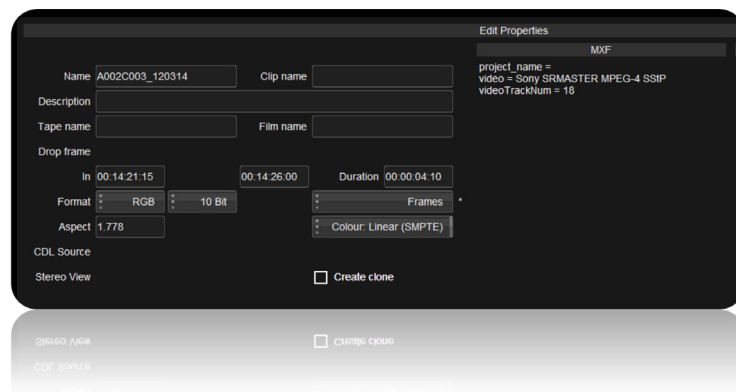 Edit Properties
MXF
project_name =
video = Sony SRMASTER MPEG-4 SStP
videoTrackNum = 18
Name A002C003_120314 Clip name
Description
Tape name Film name
Drop frame
In 00:14:21:15 00:14:26:00 Duration 00:00:04:10
Format RGB 10 Bit Frames *
Aspect 1.778 Colour: Linear (SMPTE)
CDL Source
Stereo View Create clone